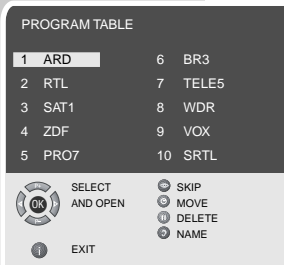 PROGRAM TABLE
1 ARD
2 RTL
3 SAT1
4 ZDF
5 PRO7
6 BR3
7 TELE5
8 WDR
9 VOX
10 SRTL
SELECT
AND OPEN
OK
EXIT
SKIP
MOVE
DELETE
NAME